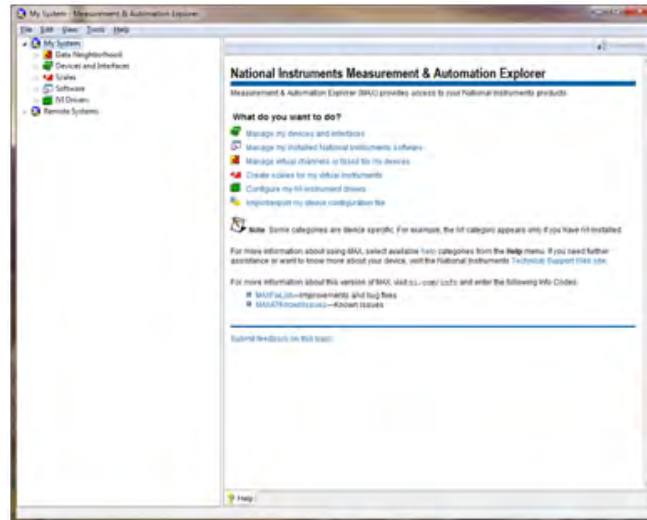 My System - Measurement & Automation Explorer
File Edit View Tools Help
My System
Data Neighborhood
Devices and Interfaces
Scales
Software
IVI Drivers
Remote Systems
National Instruments Measurement & Automation Explorer
Measurement & Automation Explorer (MAX) provides access to your National Instruments products.
What do you want to do?
Manage my devices and interfaces
Manage my installed National Instruments software
Manage virtual channels or tasks for my devices
Create scales for my virtual instruments
Configure my IVI instrument drivers
Import/export my device configuration file
Note Some categories are device specific. For example, the IVI category appears only if you have IVI installed.
For more information about using MAX, select available help categories from the Help menu. If you need further
assistance or want to know more about your device, visit the National Instruments Technical Support Web site.
For more information about this version of MAX, visit ni.com/info and enter the following Info Codes:
MAXFixList—Improvements and bug fixes
MAX47KnownIssues—Known issues
Submit feedback on this topic
Help